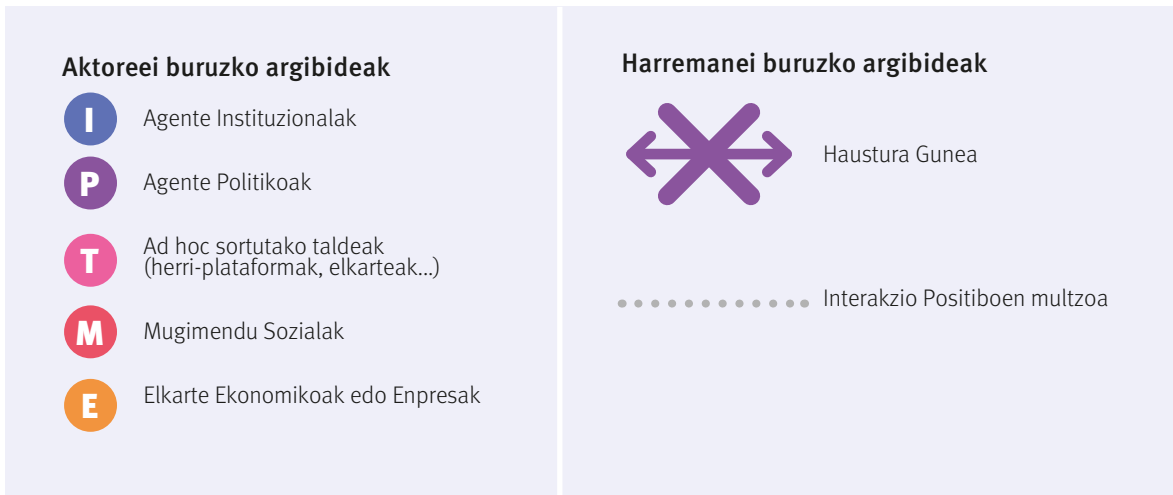 Aktoreei buruzko argibideak
I Agente Instituzionalak
P Agente Politikoak
T Ad hoc sortutako taldeak
(herri-plataformak, elkarteak...)
M Mugimendu Sozialak
E Elkarte Ekonomikoak edo Enpresak
Harremanei buruzko argibideak
Haustura Gunea
Interakzio Positiboen multzoa